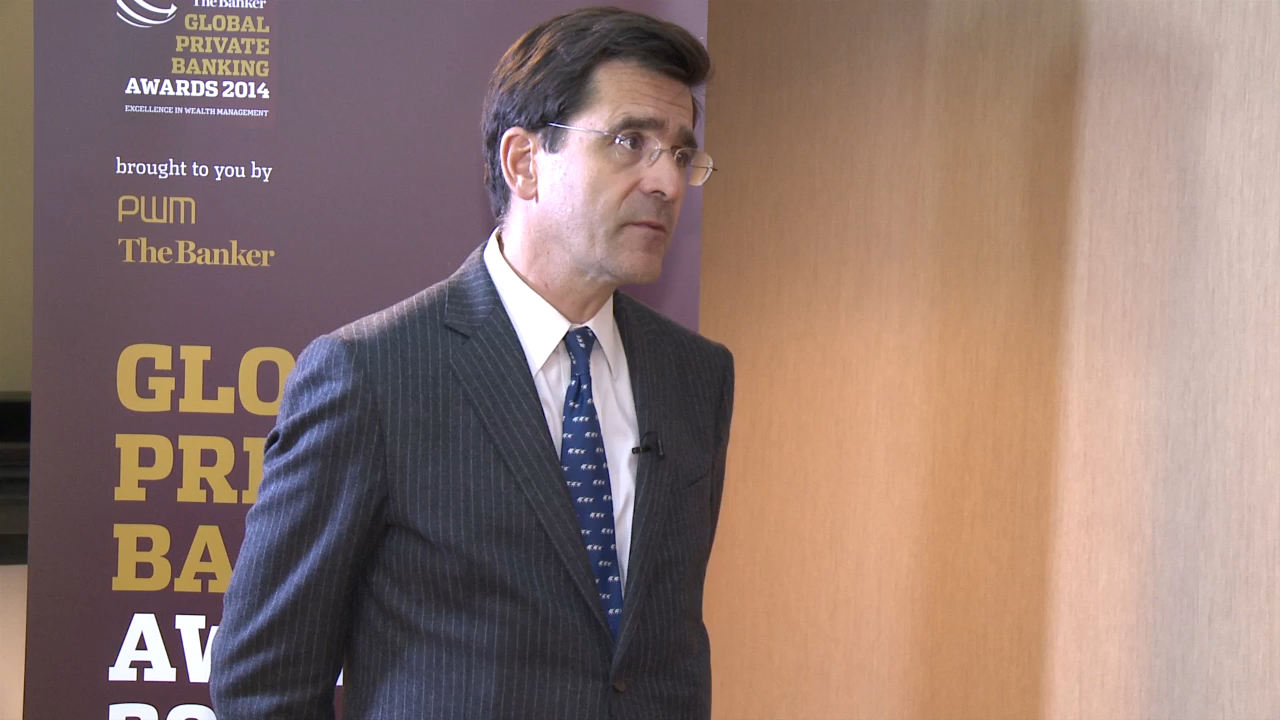 The Banker
GLOBAL
PRIVATE
BANKING
AWARDS 2014
EXCELLENCE IN WEALTH MANAGEMENT
brought to you by
PWM
The Banker
GLO
PRI
BA
AW